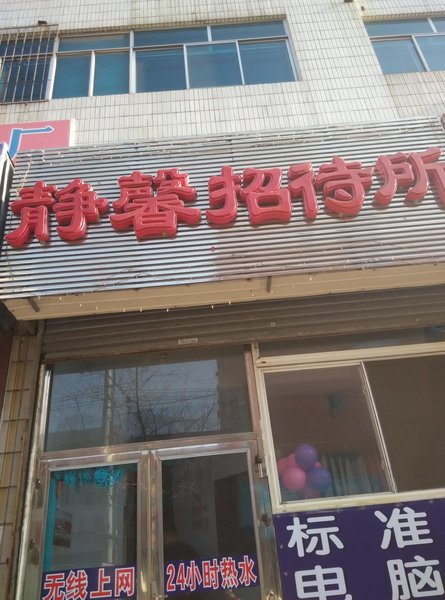 厂
静馨招待所
无线上网
24小时热水
标准
电脑